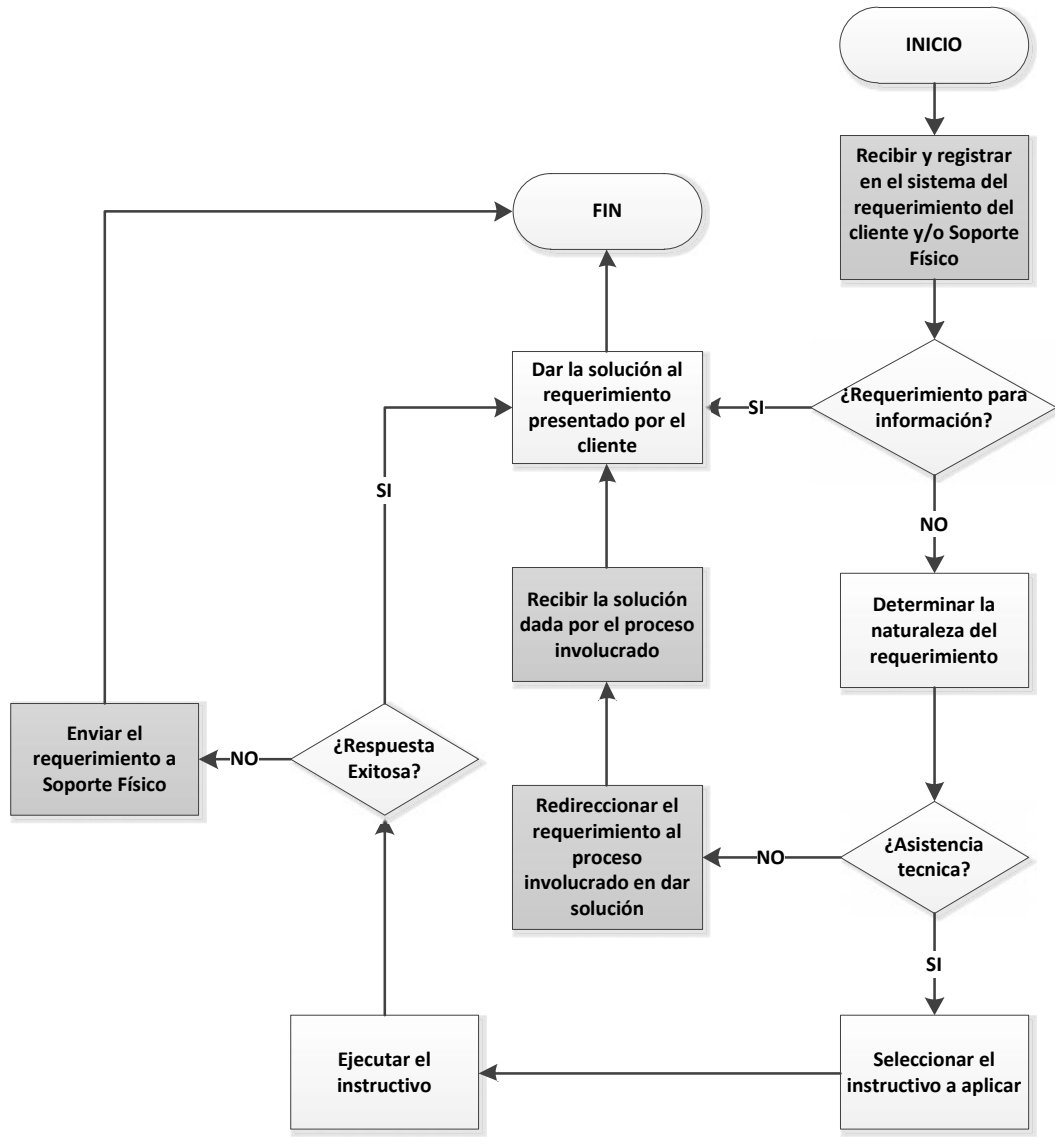 INICIO
Recibir y registrar
en el sistema del
requerimiento del
cliente y/o Soporte
Físico
¿Requerimiento para
información?
SI
NO
Determinar la
naturaleza del
requerimiento
¿Asistencia
tecnica?
NO
SI
Seleccionar el
instructivo a aplicar
Ejecutar el
instructivo
¿Respuesta
Exitosa?
NO
SI
Enviar el
requerimiento a
Soporte Físico
Redireccionar el
requerimiento al
proceso
involucrado en dar
solución
Recibir la solución
dada por el proceso
involucrado
Dar la solución al
requerimiento
presentado por el
cliente
FIN